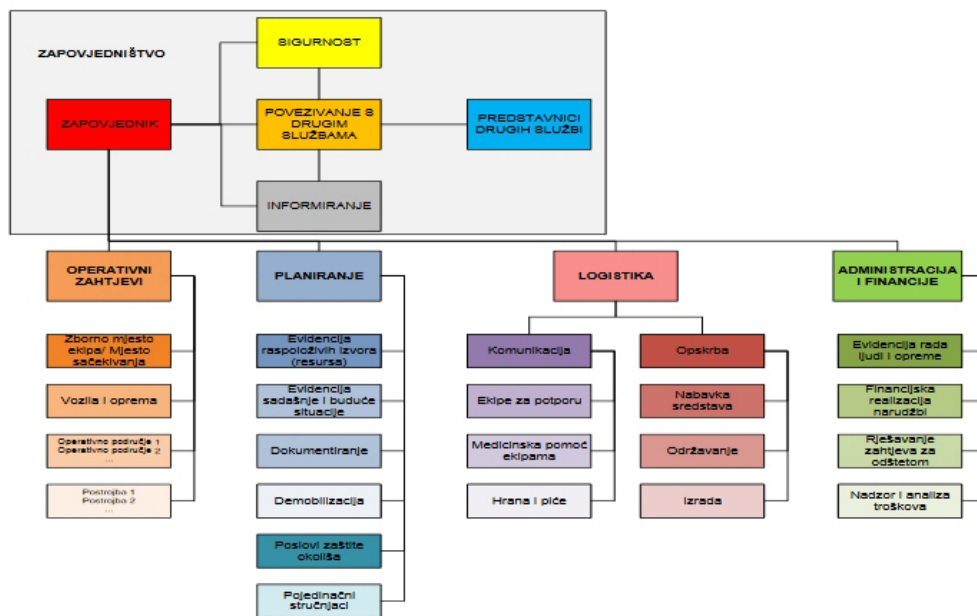 SIGURNOST
ZAPOVJEDNIŠTVO
ZAPOVJEDNIK
POVEZIVANJE S
DRUGIM
SLUŽBAMA
PREDSTAVNICI
DRUGIH SLUŽBI
INFORMIRANJE
OPERATIVNI
ZAHTJEVI
Zborno mjesto
ekipa/ Mjesto
sačekivanja
Vozila i oprema
Operativno područje 1
Operativno područje 2
...
Postrojba 1
Postrojba 2
...
PLANIRANJE
Evidencija
raspoloživih izvora
(resursa)
Evidencija
sadašnje i buduće
situacije
Dokumentiranje
Demobilizacija
Poslovi zaštite
okoliša
Pojedinačni
stručnjaci
LOGISTIKA
Komunikacija
Ekipe za potporu
Medicinska pomoć
ekipama
Hrana i piće
Opskrba
Nabavka
sredstava
Održavanje
Izrada
ADMINISTRACIJA
I FINANCIJE
Evidencija rada
ljudi i opreme
Financijska
realizacija
narudžbi
Rješavanje
zahtjeva za
odštetom
Nadzor i analiza
troškova